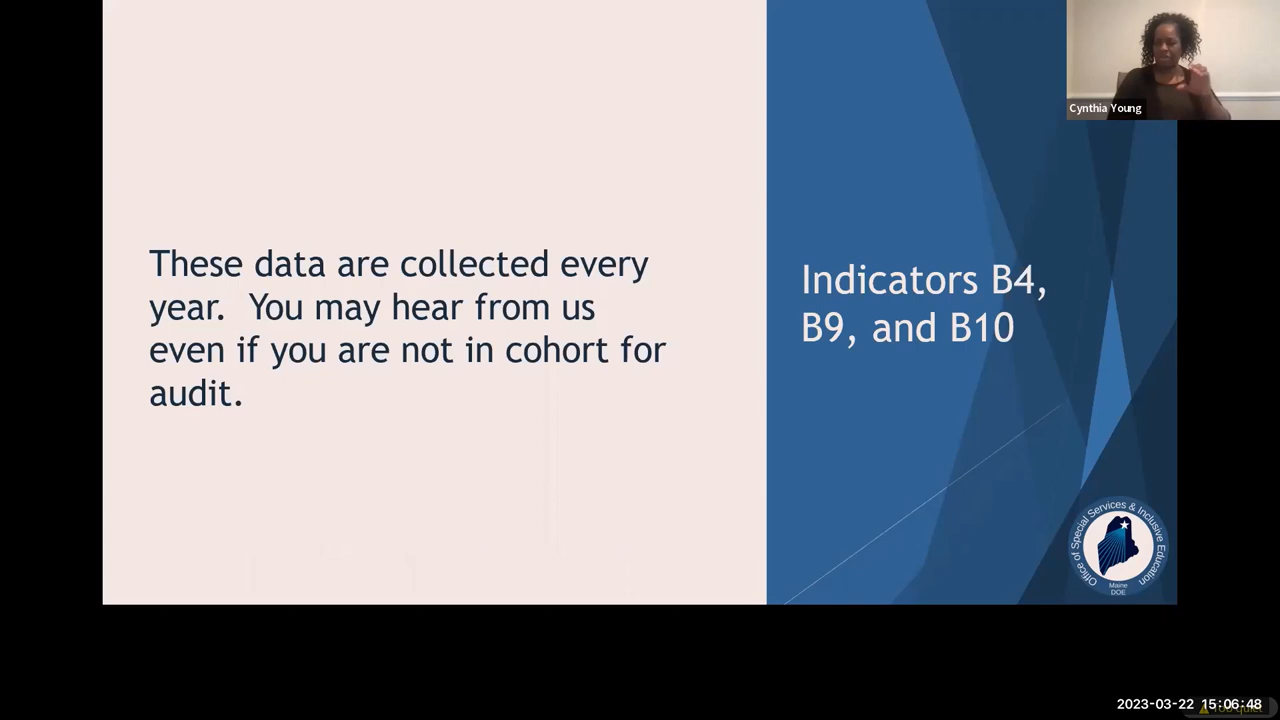 These data are collected every
year.  You may hear from us
even if you are not in cohort for
audit.
Indicators B4,
B9, and B10
Cynthia Young
Office of Special Services & Inclusive Education
Maine
DOE
2023-03-22 15:06:48